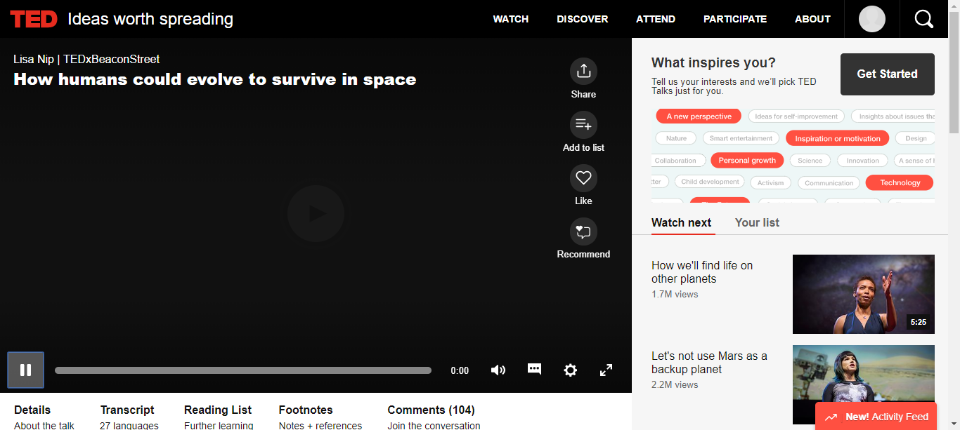 TED Ideas worth spreading
WATCH DISCOVER ATTEND PARTICIPATE ABOUT
Lisa Nip | TEDxBeaconStreet
How humans could evolve to survive in space
Share
Add to list
Like
Recommend
0:00
Details
About the talk
Transcript
27 languages
Reading List
Further learning
Footnotes
Notes + references
Comments (104)
Join the conversation
What inspires you?
Tell us your interests and we'll pick TED
Talks just for you.
Get Started
A new perspective Ideas for self-improvement Insights about issues tha
Nature Smart entertainment Inspiration or motivation Design
Collaboration Personal growth Science Innovation A sense of
Child development Activism Communication Technology
Watch next Your list
How we'll find life on
other planets
1.7M views
5:25
Let's not use Mars as a
backup planet
2.2M views
New! Activity Feed